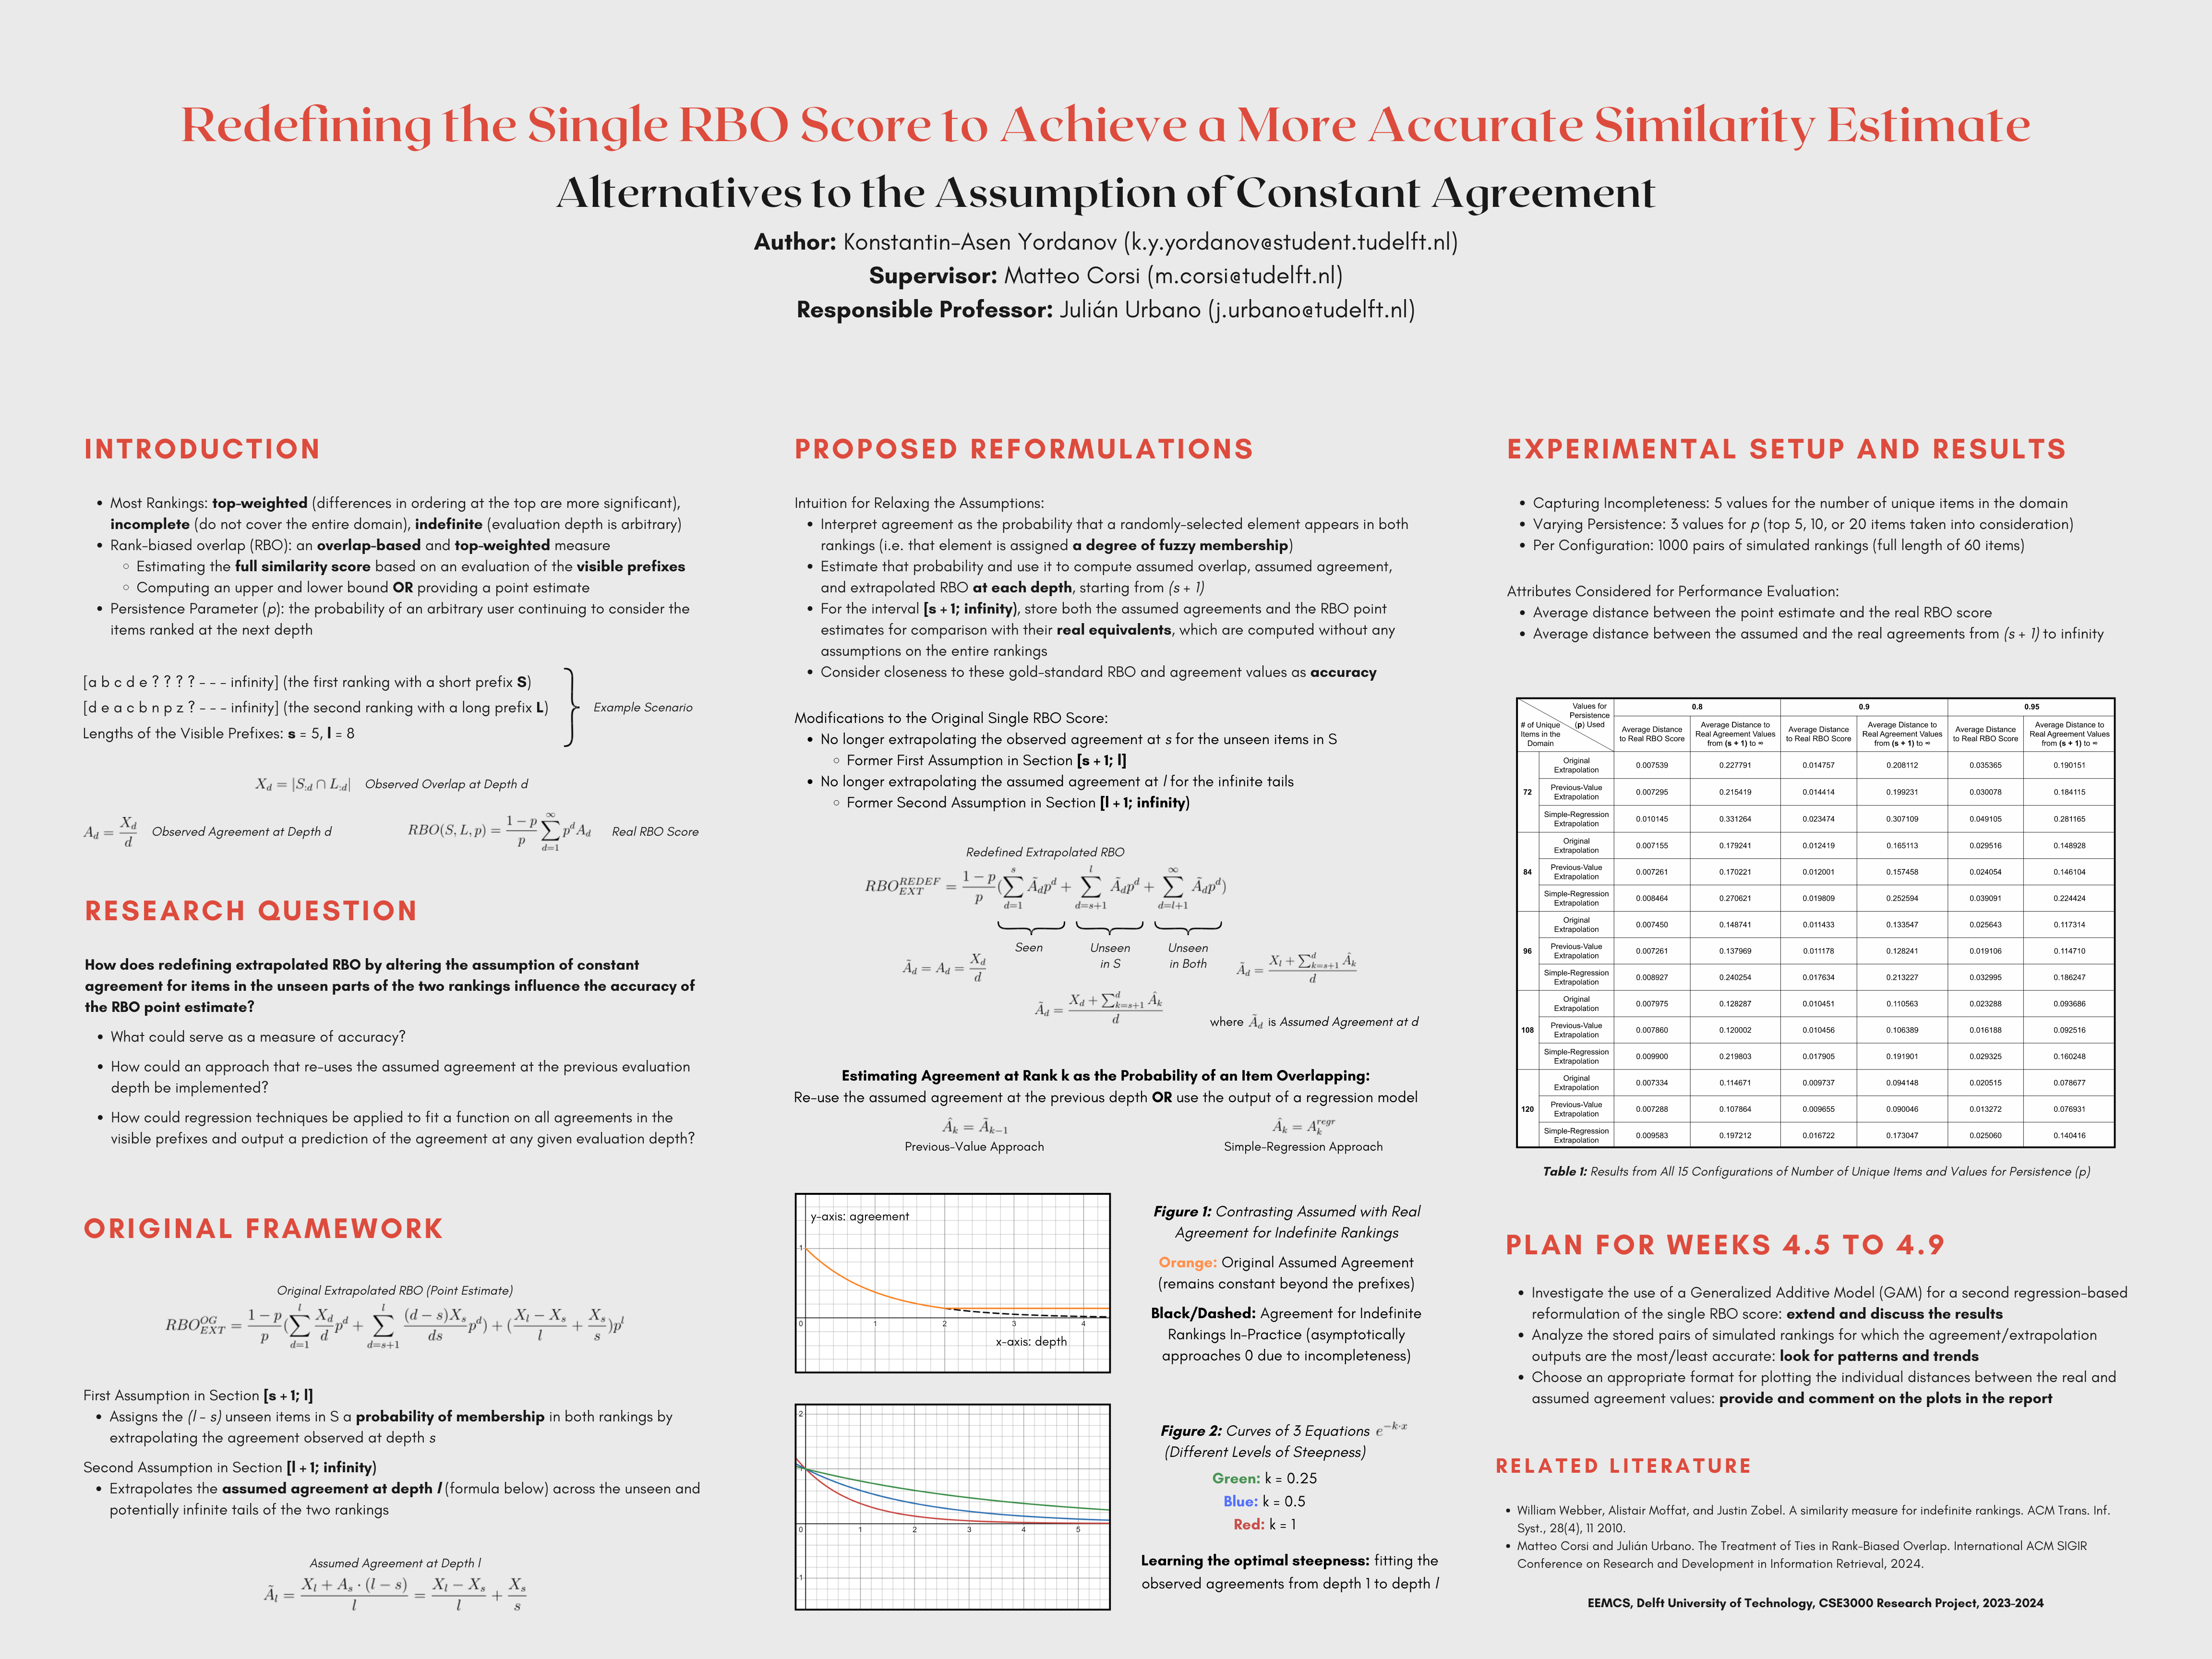 Redefining the Single RBO Score to Achieve a More Accurate Similarity Estimate
Alternatives to the Assumption of Constant Agreement
Author: Konstantin-Asen Yordanov (k.y.yordanov@student.tudelft.nl)
Supervisor: Matteo Corsi (m.corsi@tudelft.nl)
Responsible Professor: Julián Urbano (j.urbano@tudelft.nl)
INTRODUCTION
• Most Rankings: top-weighted (differences in ordering at the top are more significant),
incomplete (do not cover the entire domain), indefinite (evaluation depth is arbitrary)
• Rank-biased overlap (RBO): an overlap-based and top-weighted measure
◦ Estimating the full similarity score based on an evaluation of the visible prefixes
◦ Computing an upper and lower bound OR providing a point estimate
• Persistence Parameter (p): the probability of an arbitrary user continuing to consider the
items ranked at the next depth
[a b c d e ? ? ? ? - - - infinity] (the first ranking with a short prefix S)
[d e a c b n p z ? - - - infinity] (the second ranking with a long prefix L)
Lengths of the Visible Prefixes: s = 5, l = 8
Example Scenario
X_d = |S_{:d} ∩ L_{:d}| Observed Overlap at Depth d
A_d = X_d / d Observed Agreement at Depth d
RBO(S, L, p) = \frac{1-p}{p} \sum_{d=1}^{∞} p^d A_d Real RBO Score
RESEARCH QUESTION
How does redefining extrapolated RBO by altering the assumption of constant
agreement for items in the unseen parts of the two rankings influence the accuracy of
the RBO point estimate?
• What could serve as a measure of accuracy?
• How could an approach that re-uses the assumed agreement at the previous evaluation
depth be implemented?
• How could regression techniques be applied to fit a function on all agreements in the
visible prefixes and output a prediction of the agreement at any given evaluation depth?
ORIGINAL FRAMEWORK
Original Extrapolated RBO (Point Estimate)
RBO_{EXT}^{OG} = \frac{1-p}{p}(\sum_{d=1}^{l} \frac{X_d}{d} p^d + \sum_{d=s+1}^{l} \frac{(d-s)X_s}{ds} p^d) + (\frac{X_l - X_s}{l} + \frac{X_s}{s})p^l
First Assumption in Section [s + 1; l]
• Assigns the (l - s) unseen items in S a probability of membership in both rankings by
extrapolating the agreement observed at depth s
Second Assumption in Section [l + 1; infinity)
• Extrapolates the assumed agreement at depth l (formula below) across the unseen and
potentially infinite tails of the two rankings
Assumed Agreement at Depth l
Ã_l = \frac{X_l + A_s · (l - s)}{l} = \frac{X_l - X_s}{l} + \frac{X_s}{s}
PROPOSED REFORMULATIONS
Intuition for Relaxing the Assumptions:
• Interpret agreement as the probability that a randomly-selected element appears in both
rankings (i.e. that element is assigned a degree of fuzzy membership)
• Estimate that probability and use it to compute assumed overlap, assumed agreement,
and extrapolated RBO at each depth, starting from (s + 1)
• For the interval [s + 1; infinity), store both the assumed agreements and the RBO point
estimates for comparison with their real equivalents, which are computed without any
assumptions on the entire rankings
• Consider closeness to these gold-standard RBO and agreement values as accuracy
Modifications to the Original Single RBO Score:
• No longer extrapolating the observed agreement at s for the unseen items in S
◦ Former First Assumption in Section [s + 1; l]
• No longer extrapolating the assumed agreement at l for the infinite tails
◦ Former Second Assumption in Section [l + 1; infinity)
Redefined Extrapolated RBO
RBO_{EXT}^{REDEF} = \frac{1-p}{p}(\sum_{d=1}^{s} Ã_d p^d + \sum_{d=s+1}^{l} Ã_d p^d + \sum_{d=l+1}^{∞} Ã_d p^d)
Seen
Unseen
in S
Unseen
in Both
Ã_d = A_d = \frac{X_d}{d}
Ã_d = \frac{X_l + \sum_{k=s+1}^{d} Â_k}{d}
Ã_d = \frac{X_d + \sum_{k=s+1}^{d} Â_k}{d}
where Ã_d is Assumed Agreement at d
Estimating Agreement at Rank k as the Probability of an Item Overlapping:
Re-use the assumed agreement at the previous depth OR use the output of a regression model
Â_k = Ã_{k-1}
Previous-Value Approach
Â_k = A_k^{regr}
Simple-Regression Approach
y-axis: agreement
1
0 1 2 3 4
x-axis: depth
Figure 1: Contrasting Assumed with Real
Agreement for Indefinite Rankings
Orange: Original Assumed Agreement
(remains constant beyond the prefixes)
Black/Dashed: Agreement for Indefinite
Rankings In-Practice (asymptotically
approaches 0 due to incompleteness)
2
0 1 2 3 4 5
-1
Figure 2: Curves of 3 Equations e^{-k·x}
(Different Levels of Steepness)
Green: k = 0.25
Blue: k = 0.5
Red: k = 1
Learning the optimal steepness: fitting the
observed agreements from depth 1 to depth l
EXPERIMENTAL SETUP AND RESULTS
• Capturing Incompleteness: 5 values for the number of unique items in the domain
• Varying Persistence: 3 values for p (top 5, 10, or 20 items taken into consideration)
• Per Configuration: 1000 pairs of simulated rankings (full length of 60 items)
Attributes Considered for Performance Evaluation:
• Average distance between the point estimate and the real RBO score
• Average distance between the assumed and the real agreements from (s + 1) to infinity
Values for Persistence (p) Used 0.8 0.9 0.95
# of Unique Items in the Domain Average Distance to Real RBO Score Average Distance to Real Agreement Values from (s + 1) to ∞ Average Distance to Real RBO Score Average Distance to Real Agreement Values from (s + 1) to ∞ Average Distance to Real RBO Score Average Distance to Real Agreement Values from (s + 1) to ∞
72 Original Extrapolation 0.007539 0.227791 0.014757 0.208112 0.035365 0.190151
Previous-Value Extrapolation 0.007295 0.215419 0.014414 0.199231 0.030078 0.184115
Simple-Regression Extrapolation 0.010145 0.331264 0.023474 0.307109 0.049105 0.281165
84 Original Extrapolation 0.007155 0.179241 0.012419 0.165113 0.029516 0.148928
Previous-Value Extrapolation 0.007261 0.170221 0.012001 0.157458 0.024054 0.146104
Simple-Regression Extrapolation 0.008464 0.270621 0.019809 0.252594 0.039091 0.224424
96 Original Extrapolation 0.007450 0.148741 0.011433 0.133547 0.025643 0.117314
Previous-Value Extrapolation 0.007261 0.137969 0.011178 0.128241 0.019106 0.114710
Simple-Regression Extrapolation 0.008927 0.240254 0.017634 0.213227 0.032995 0.186247
108 Original Extrapolation 0.007975 0.128287 0.010451 0.110563 0.023288 0.093686
Previous-Value Extrapolation 0.007860 0.120002 0.010456 0.106389 0.016188 0.092516
Simple-Regression Extrapolation 0.009900 0.219803 0.017905 0.191901 0.029325 0.160248
120 Original Extrapolation 0.007334 0.114671 0.009737 0.094148 0.020515 0.078677
Previous-Value Extrapolation 0.007288 0.107864 0.009655 0.090046 0.013272 0.076931
Simple-Regression Extrapolation 0.009583 0.197212 0.016722 0.173047 0.025060 0.140416
Table 1: Results from All 15 Configurations of Number of Unique Items and Values for Persistence (p)
PLAN FOR WEEKS 4.5 TO 4.9
• Investigate the use of a Generalized Additive Model (GAM) for a second regression-based
reformulation of the single RBO score: extend and discuss the results
• Analyze the stored pairs of simulated rankings for which the agreement/extrapolation
outputs are the most/least accurate: look for patterns and trends
• Choose an appropriate format for plotting the individual distances between the real and
assumed agreement values: provide and comment on the plots in the report
RELATED LITERATURE
• William Webber, Alistair Moffat, and Justin Zobel. A similarity measure for indefinite rankings. ACM Trans. Inf.
Syst., 28(4), 11 2010.
• Matteo Corsi and Julián Urbano. The Treatment of Ties in Rank-Biased Overlap. International ACM SIGIR
Conference on Research and Development in Information Retrieval, 2024.
EEMCS, Delft University of Technology, CSE3000 Research Project, 2023-2024